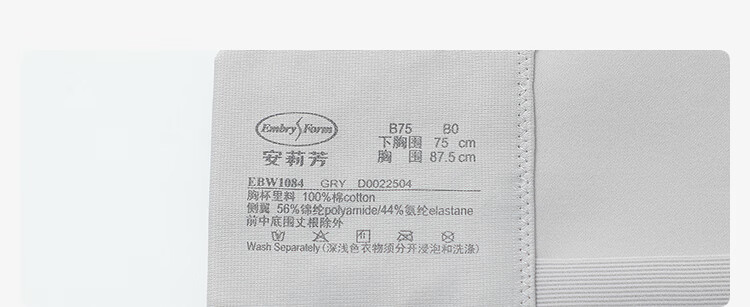 Embry Form
安莉芳
B75 B0
下胸围 75 cm
胸 围 87.5cm
EBW1084 GRY D0022504
胸杯里料 100%棉cotton
侧翼 56%锦纶polyamide/44%氨纶elastane
前中底围丈根除外
Wash Separately (深浅色衣物须分开浸泡和洗涤)